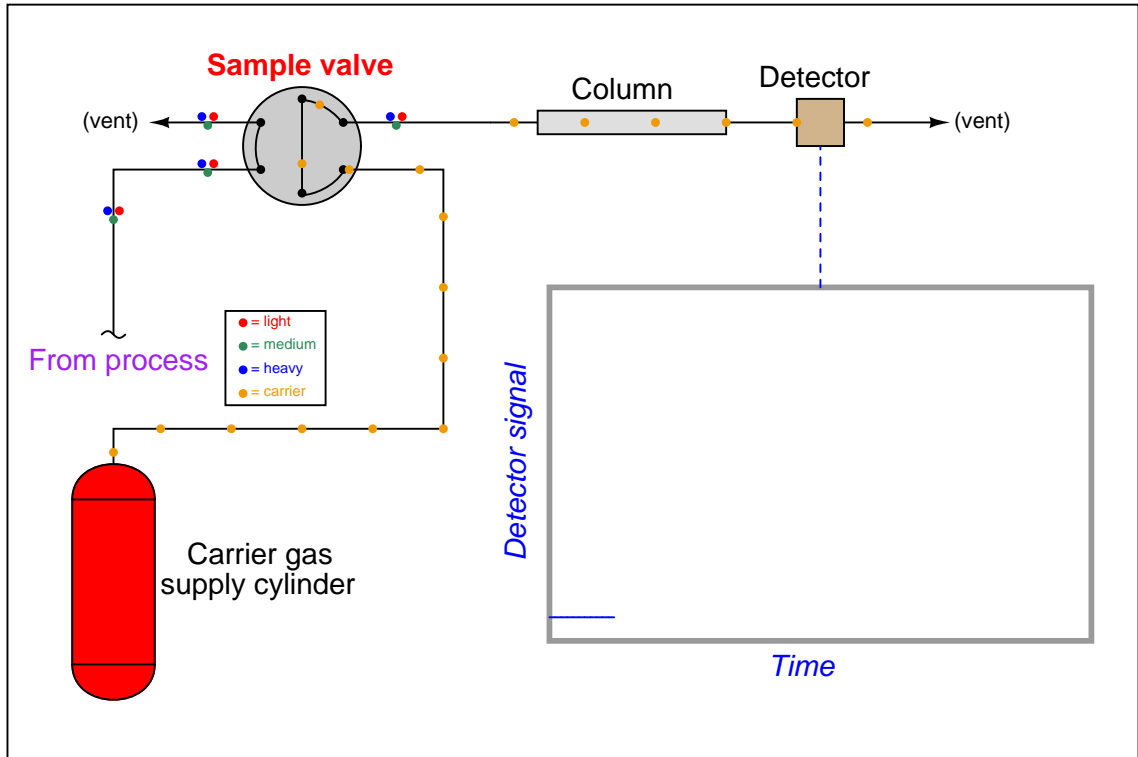 Sample valve
Column
Detector
(vent)
(vent)
= light
= medium
= heavy
= carrier
From process
Detector signal
Carrier gas
supply cylinder
Time